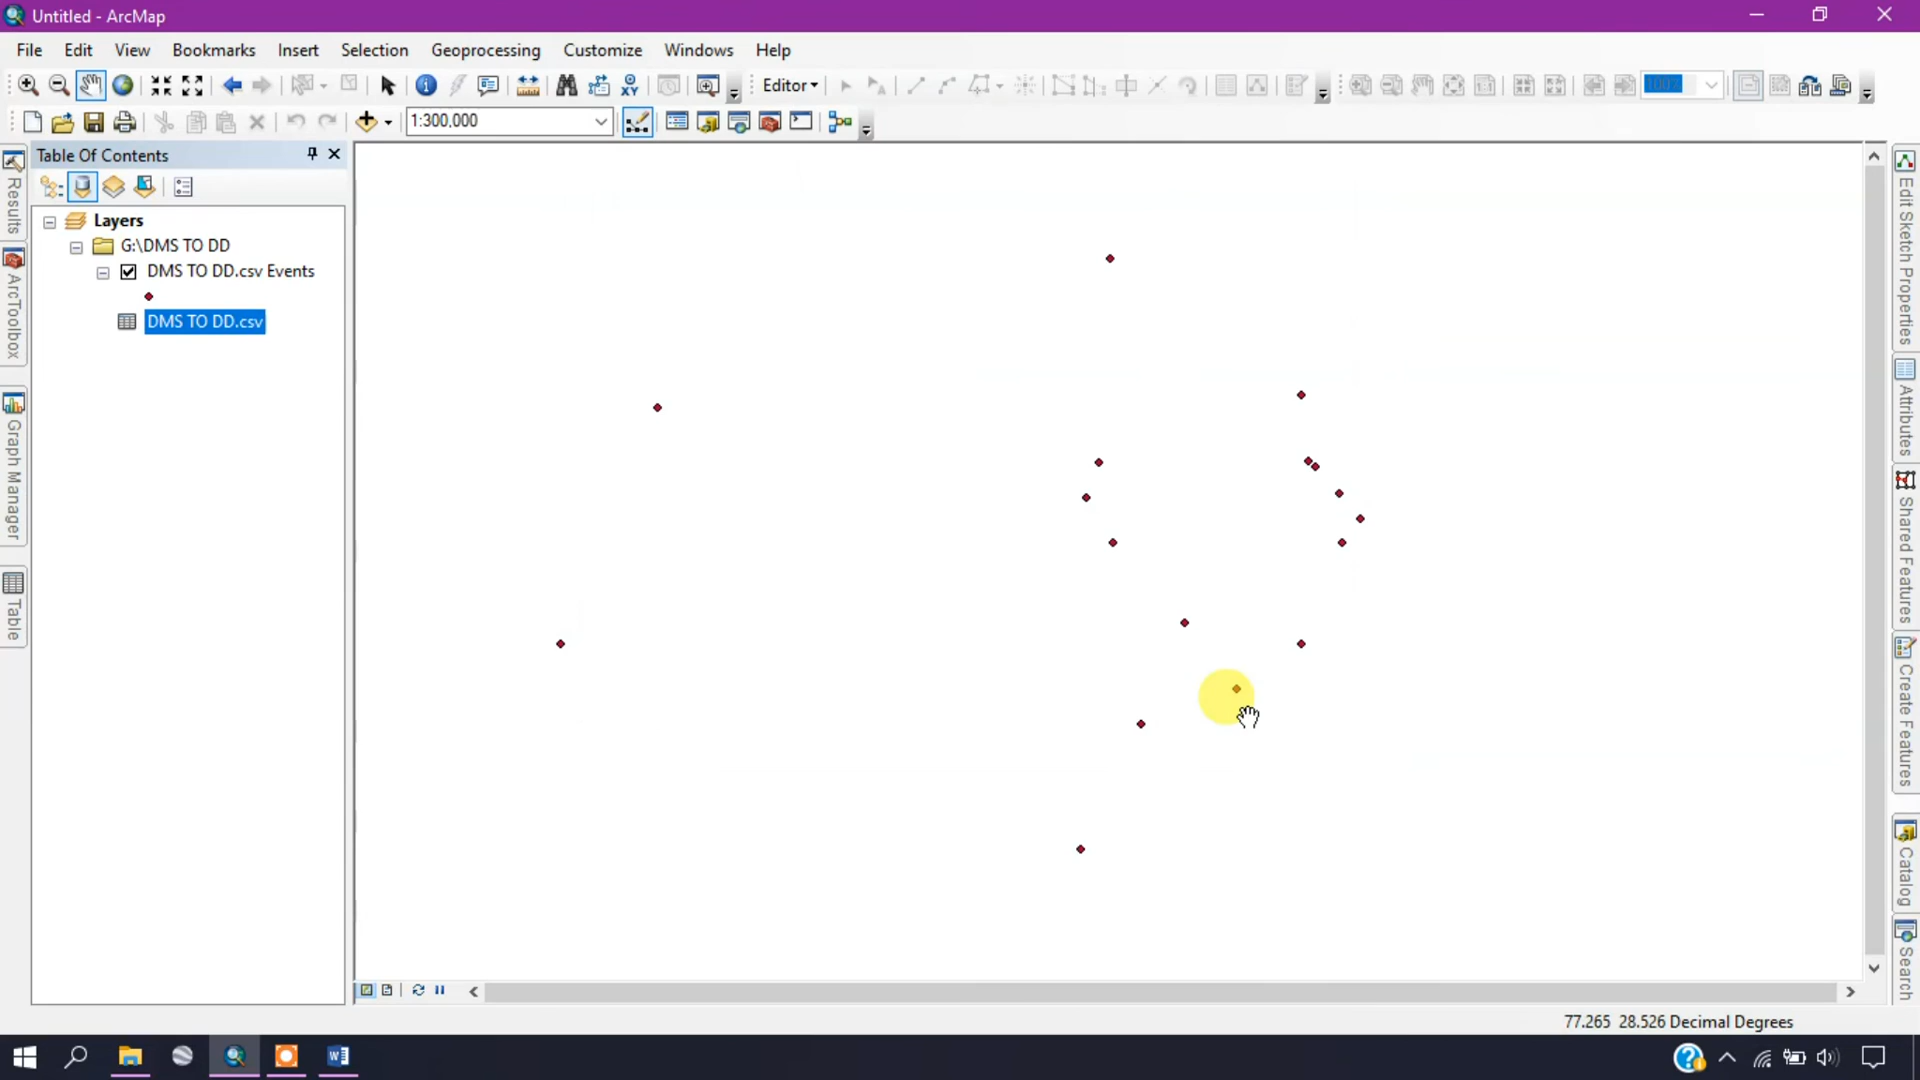 Untitled - ArcMap
File Edit View Bookmarks Insert Selection Geoprocessing Customize Windows Help
Editor
100%
1:300,000
Table Of Contents
Layers
G:\DMS TO DD
DMS TO DD.csv Events
DMS TO DD.csv
Results
ArcToolbox
Graph Manager
Table
Edit Sketch Properties
Attributes
Shared Features
Create Features
Catalog
Search
77.265 28.526 Decimal Degrees